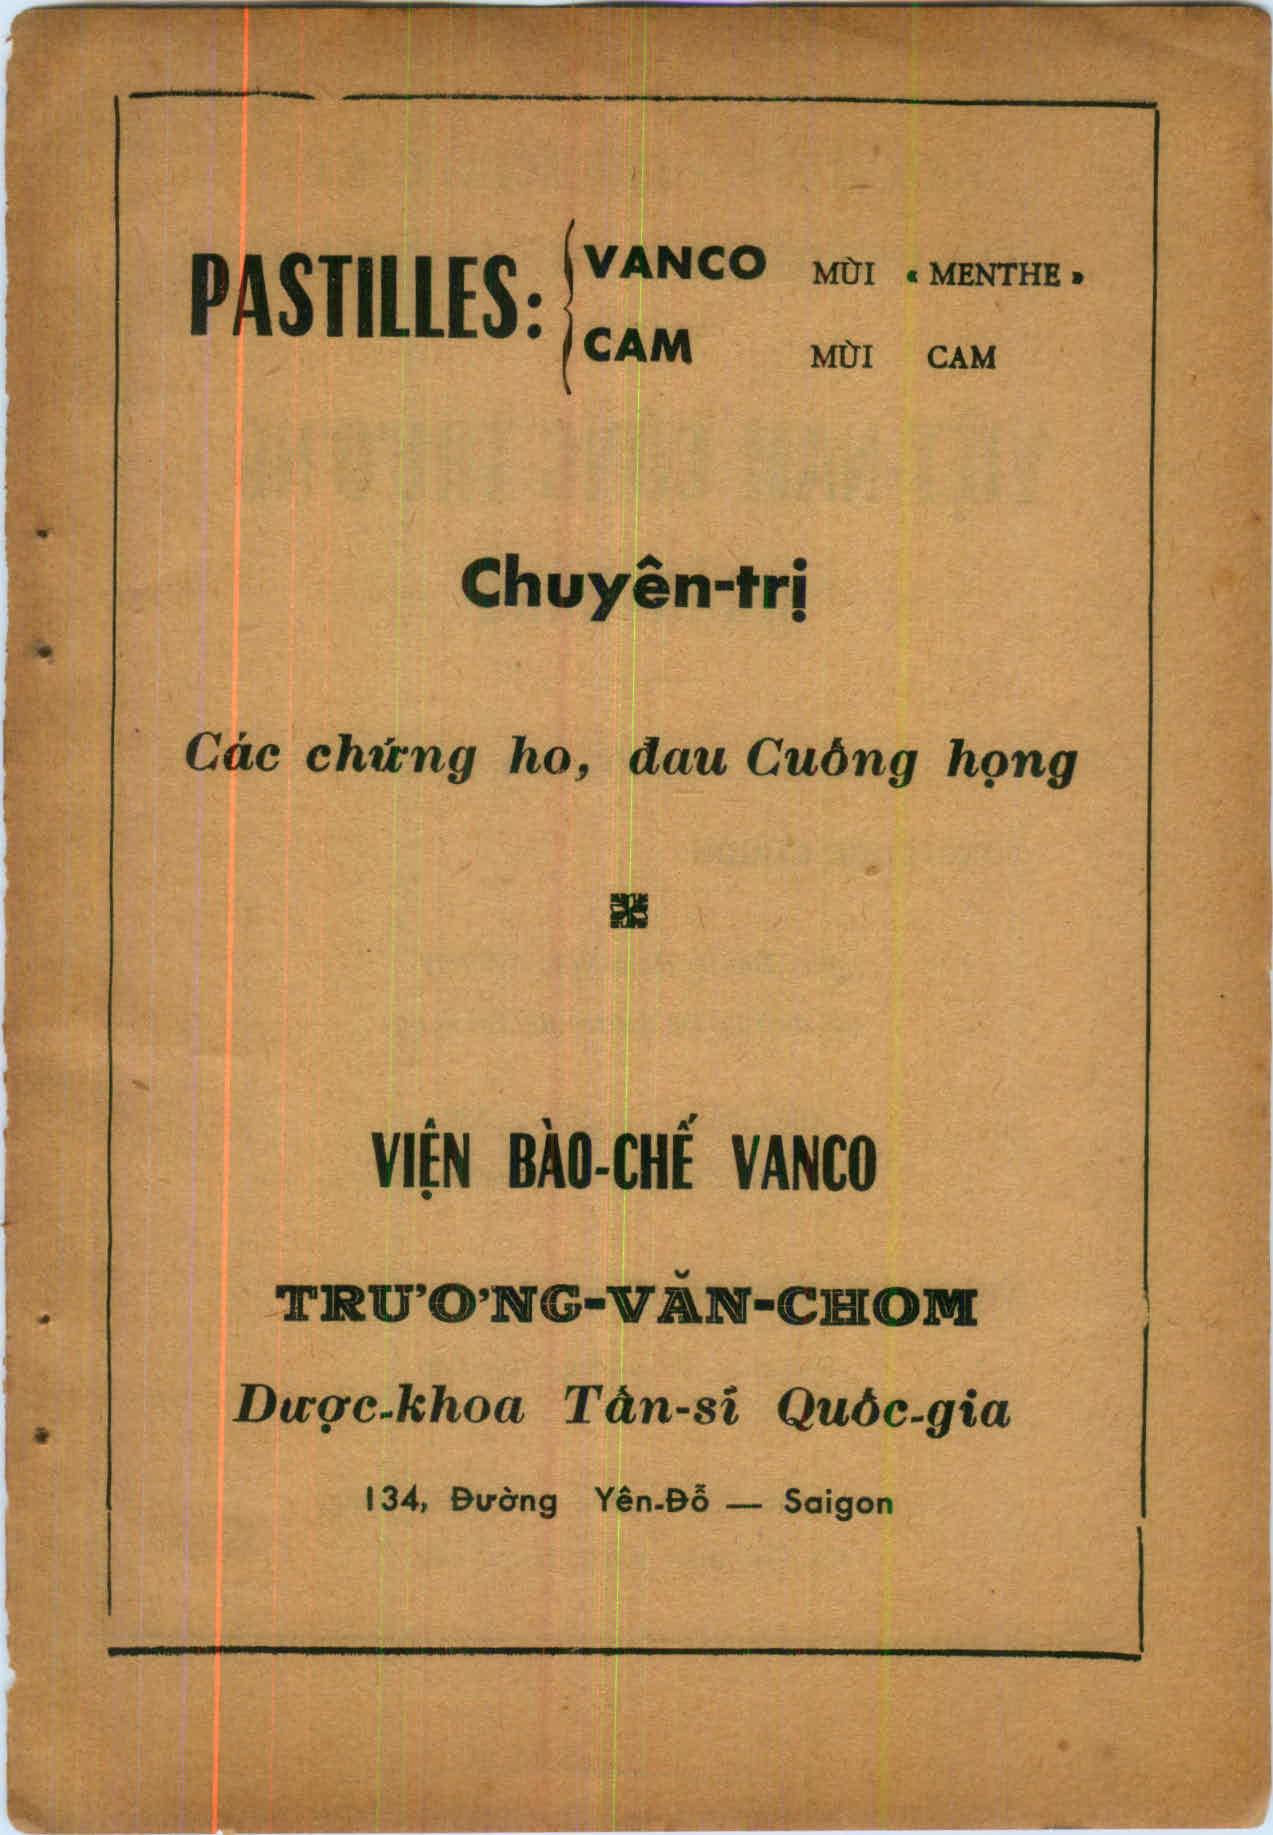 PASTILLES: { VANCO MÙI « MENTHE »
CAM MÙI CAM
Chuyên-trị
Các chứng ho, đau Cuống họng
VIỆN BÀO-CHẾ VANCO
TRƯƠNG-VĂN-CHOM
Dược-khoa Tấn-sĩ Quốc-gia
134, Đường Yên-Đỗ — Saigon